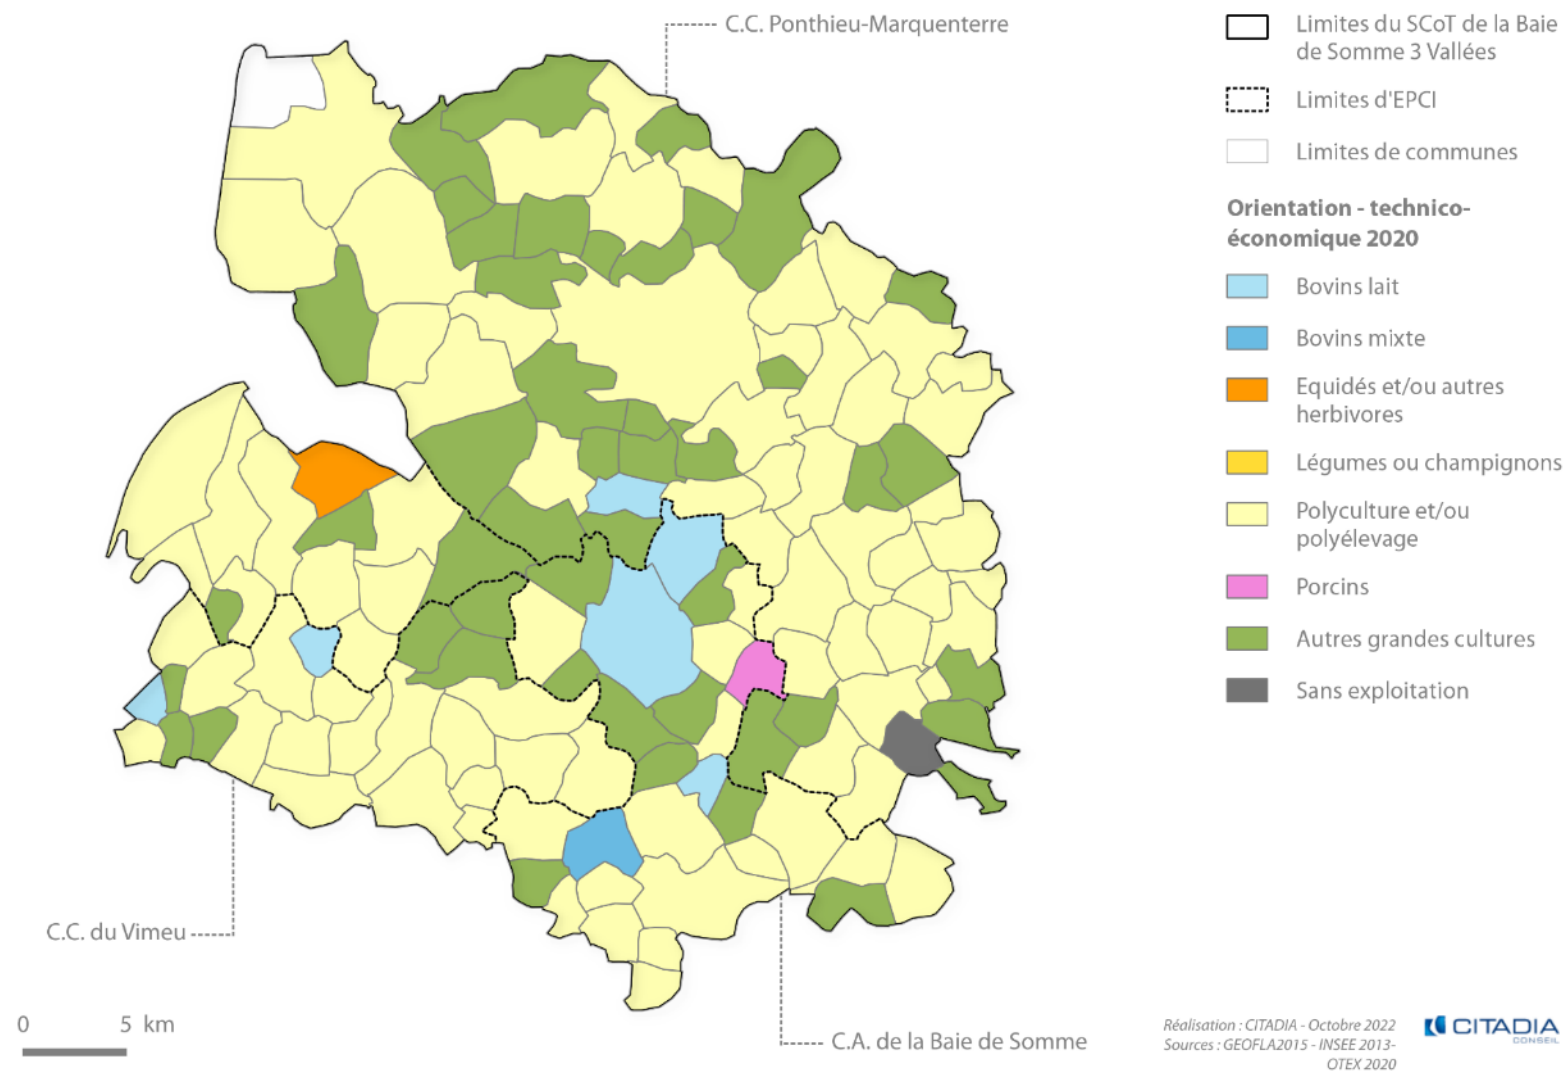 C.C. Ponthieu-Marquenterre
Limites du SCoT de la Baie
de Somme 3 Vallées
Limites d'EPCI
Limites de communes
Orientation - technico-
économique 2020
Bovins lait
Bovins mixte
Equidés et/ou autres
herbivores
Légumes ou champignons
Polyculture et/ou
polyélevage
Porcins
Autres grandes cultures
Sans exploitation
C.C. du Vimeu
0 5 km
C.A. de la Baie de Somme
Réalisation : CITADIA - Octobre 2022
Sources : GEOFLA2015 - INSEE 2013-
OTEX 2020
CITADIA
CONSEIL